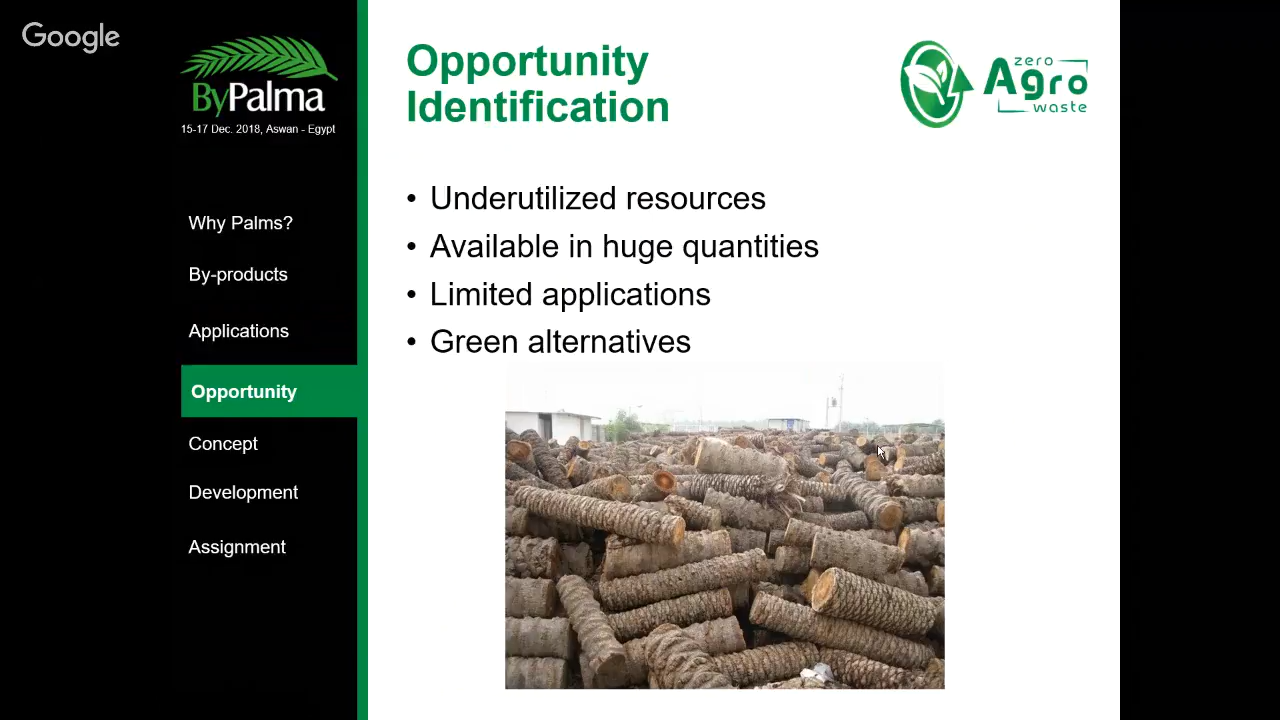 Google
ByPalma
15-17 Dec. 2018, Aswan - Egypt
Why Palms?
By-products
Applications
Opportunity
Concept
Development
Assignment
Opportunity
Identification
zero
Agro
waste
• Underutilized resources
• Available in huge quantities
• Limited applications
• Green alternatives